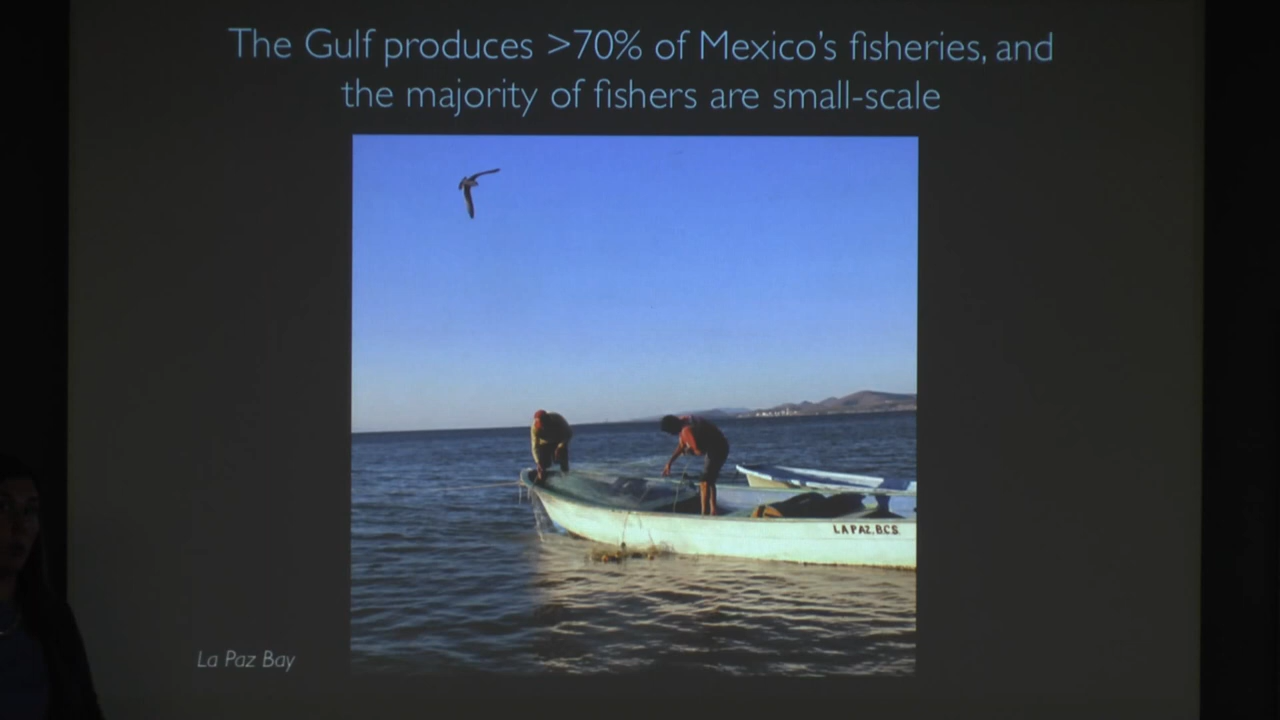 The Gulf produces >70% of Mexico's fisheries, and
the majority of fishers are small-scale
LA PAZ, B.C.S.
La Paz Bay